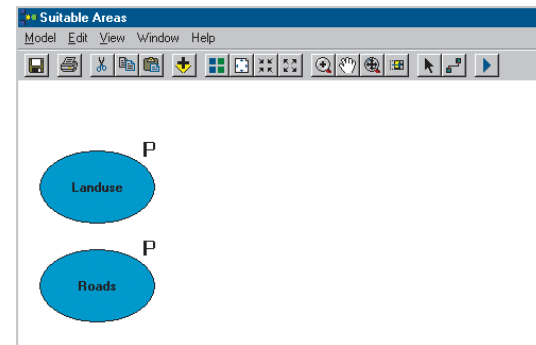 Suitable Areas
Model Edit View Window Help
P
Landuse
P
Roads